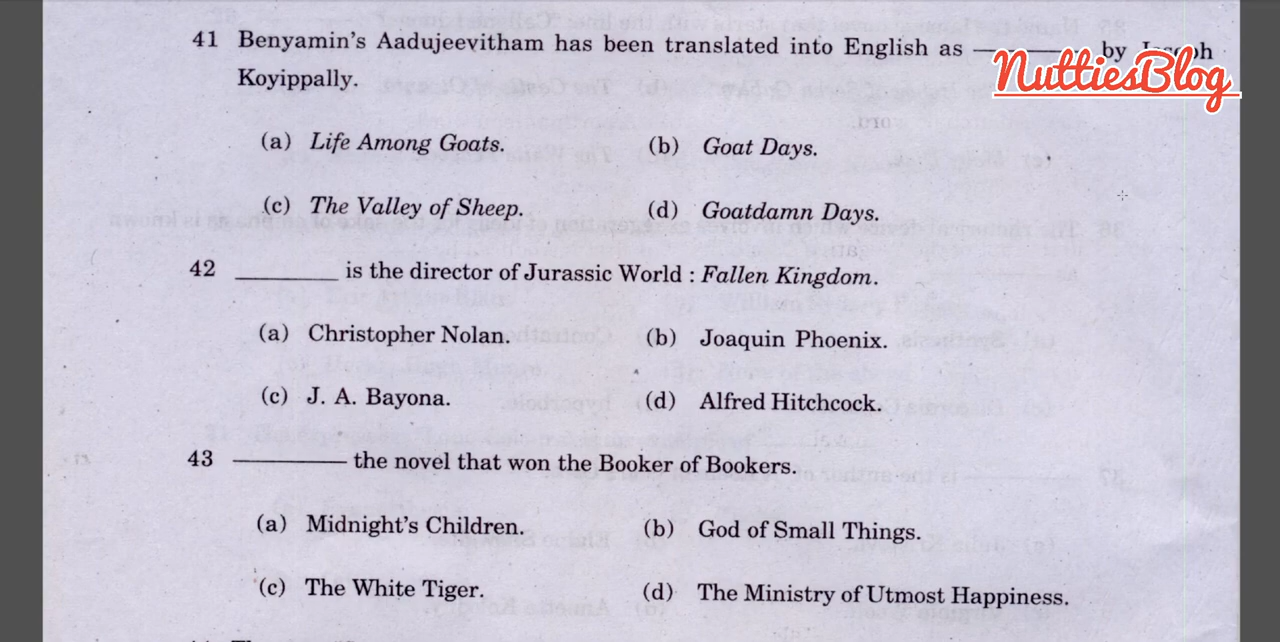 41 Benyamin's Aadujeevitham has been translated into English as ———— by
NuttiesBlog
Koyippally.
(a) Life Among Goats. (b) Goat Days.
(c) The Valley of Sheep. (d) Goatdamn Days.
42 ________ is the director of Jurassic World : Fallen Kingdom.
(a) Christopher Nolan. (b) Joaquin Phoenix.
(c) J. A. Bayona. (d) Alfred Hitchcock.
43 ———— the novel that won the Booker of Bookers.
(a) Midnight's Children. (b) God of Small Things.
(c) The White Tiger. (d) The Ministry of Utmost Happiness.